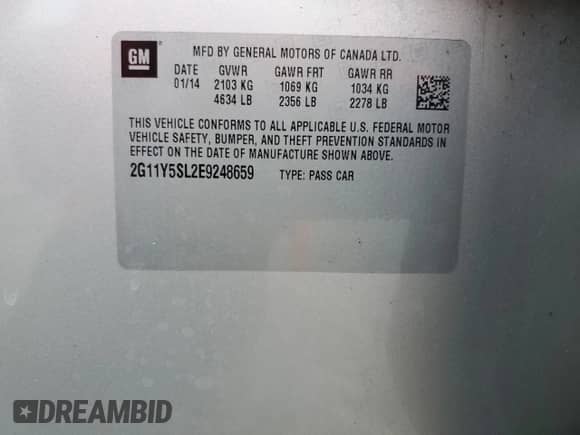 GM
MFD BY GENERAL MOTORS OF CANADA LTD.
DATE GVWR GAWR FRT GAWR RR
01/14 2103 KG 1069 KG 1034 KG
4634 LB 2356 LB 2278 LB
THIS VEHICLE CONFORMS TO ALL APPLICABLE U.S. FEDERAL MOTOR
VEHICLE SAFETY, BUMPER, AND THEFT PREVENTION STANDARDS IN
EFFECT ON THE DATE OF MANUFACTURE SHOWN ABOVE.
2G11Y5SL2E9248659 TYPE: PASS CAR
DREAMBID